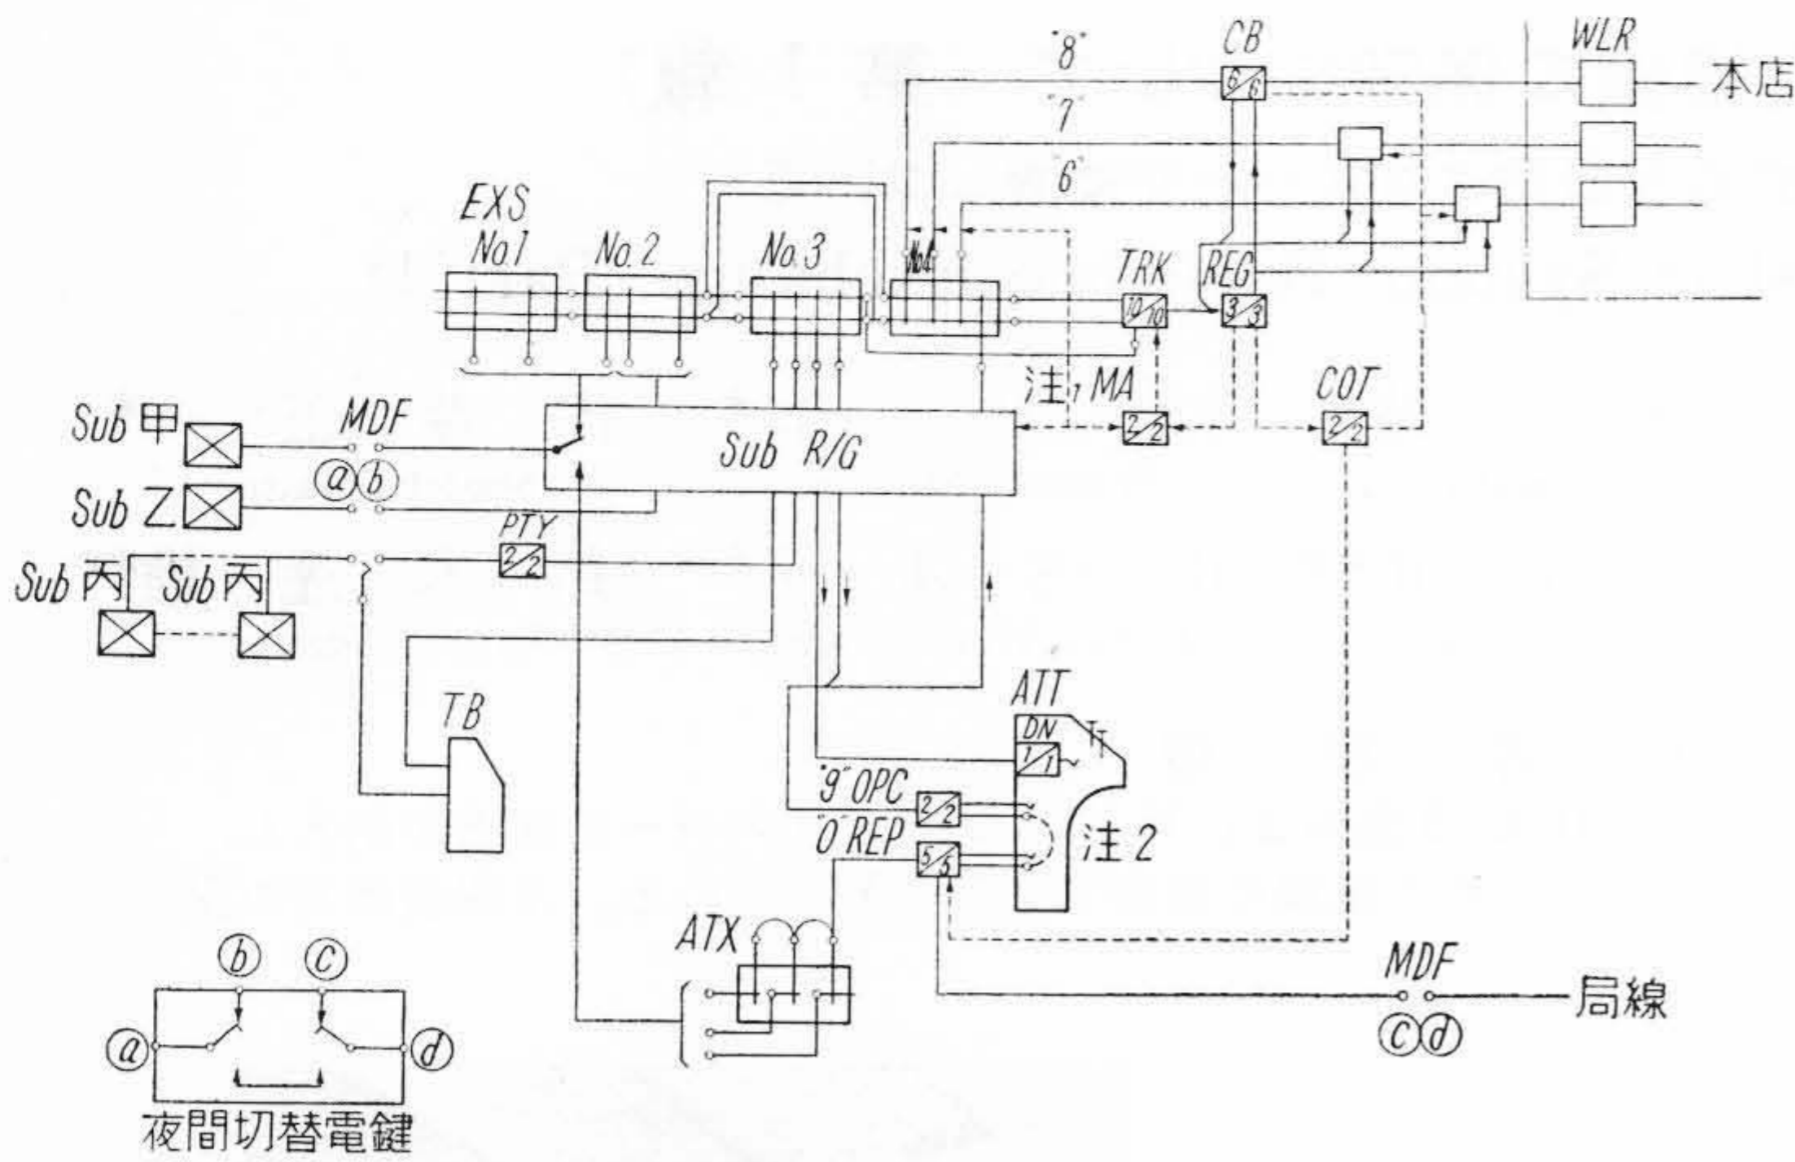 "8"
CB
WLR
6/6
本店
"7"
"6"
EXS
No.1
No.2
No.3
TRK
REG
10/10
3/3
Sub 甲
MDF
Sub R/G
注1 MA
COT
2/2
2/2
ⓐ ⓑ
Sub 乙
PTY
2/2
Sub 丙
Sub 丙
ATT
TB
DN
1/1
"9" OPC
2/2
"0" REP
5/5
注2
ATX
MDF
局線
ⓒ ⓓ
ⓑ
ⓒ
ⓐ
ⓓ
夜間切替電鍵